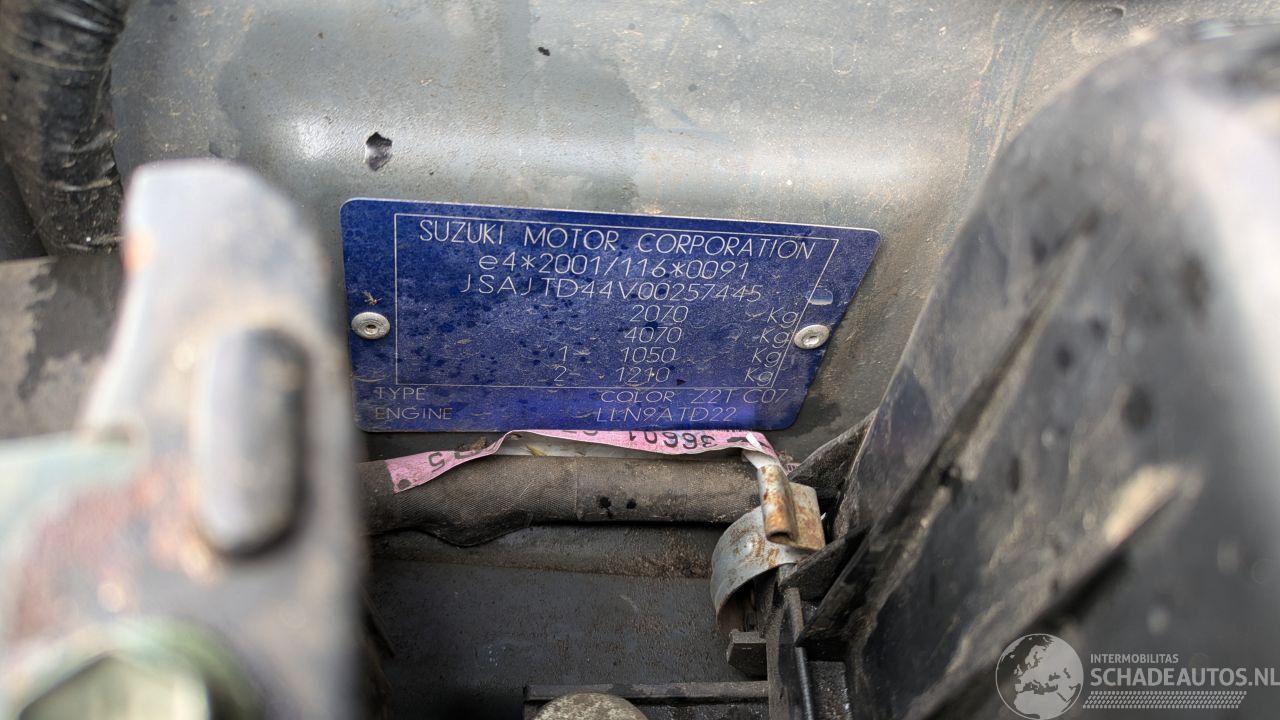 SUZUKI MOTOR CORPORATION
e4*2001/116*0091
JSAJTD44V00257445
2070 Kg
4070 Kg
1- 1050 Kg
2- 1210 Kg
TYPE COLOR Z2T C07
ENGINE LLN9ATD22
36601
INTERMOBILITAS
SCHADEAUTOS.NL